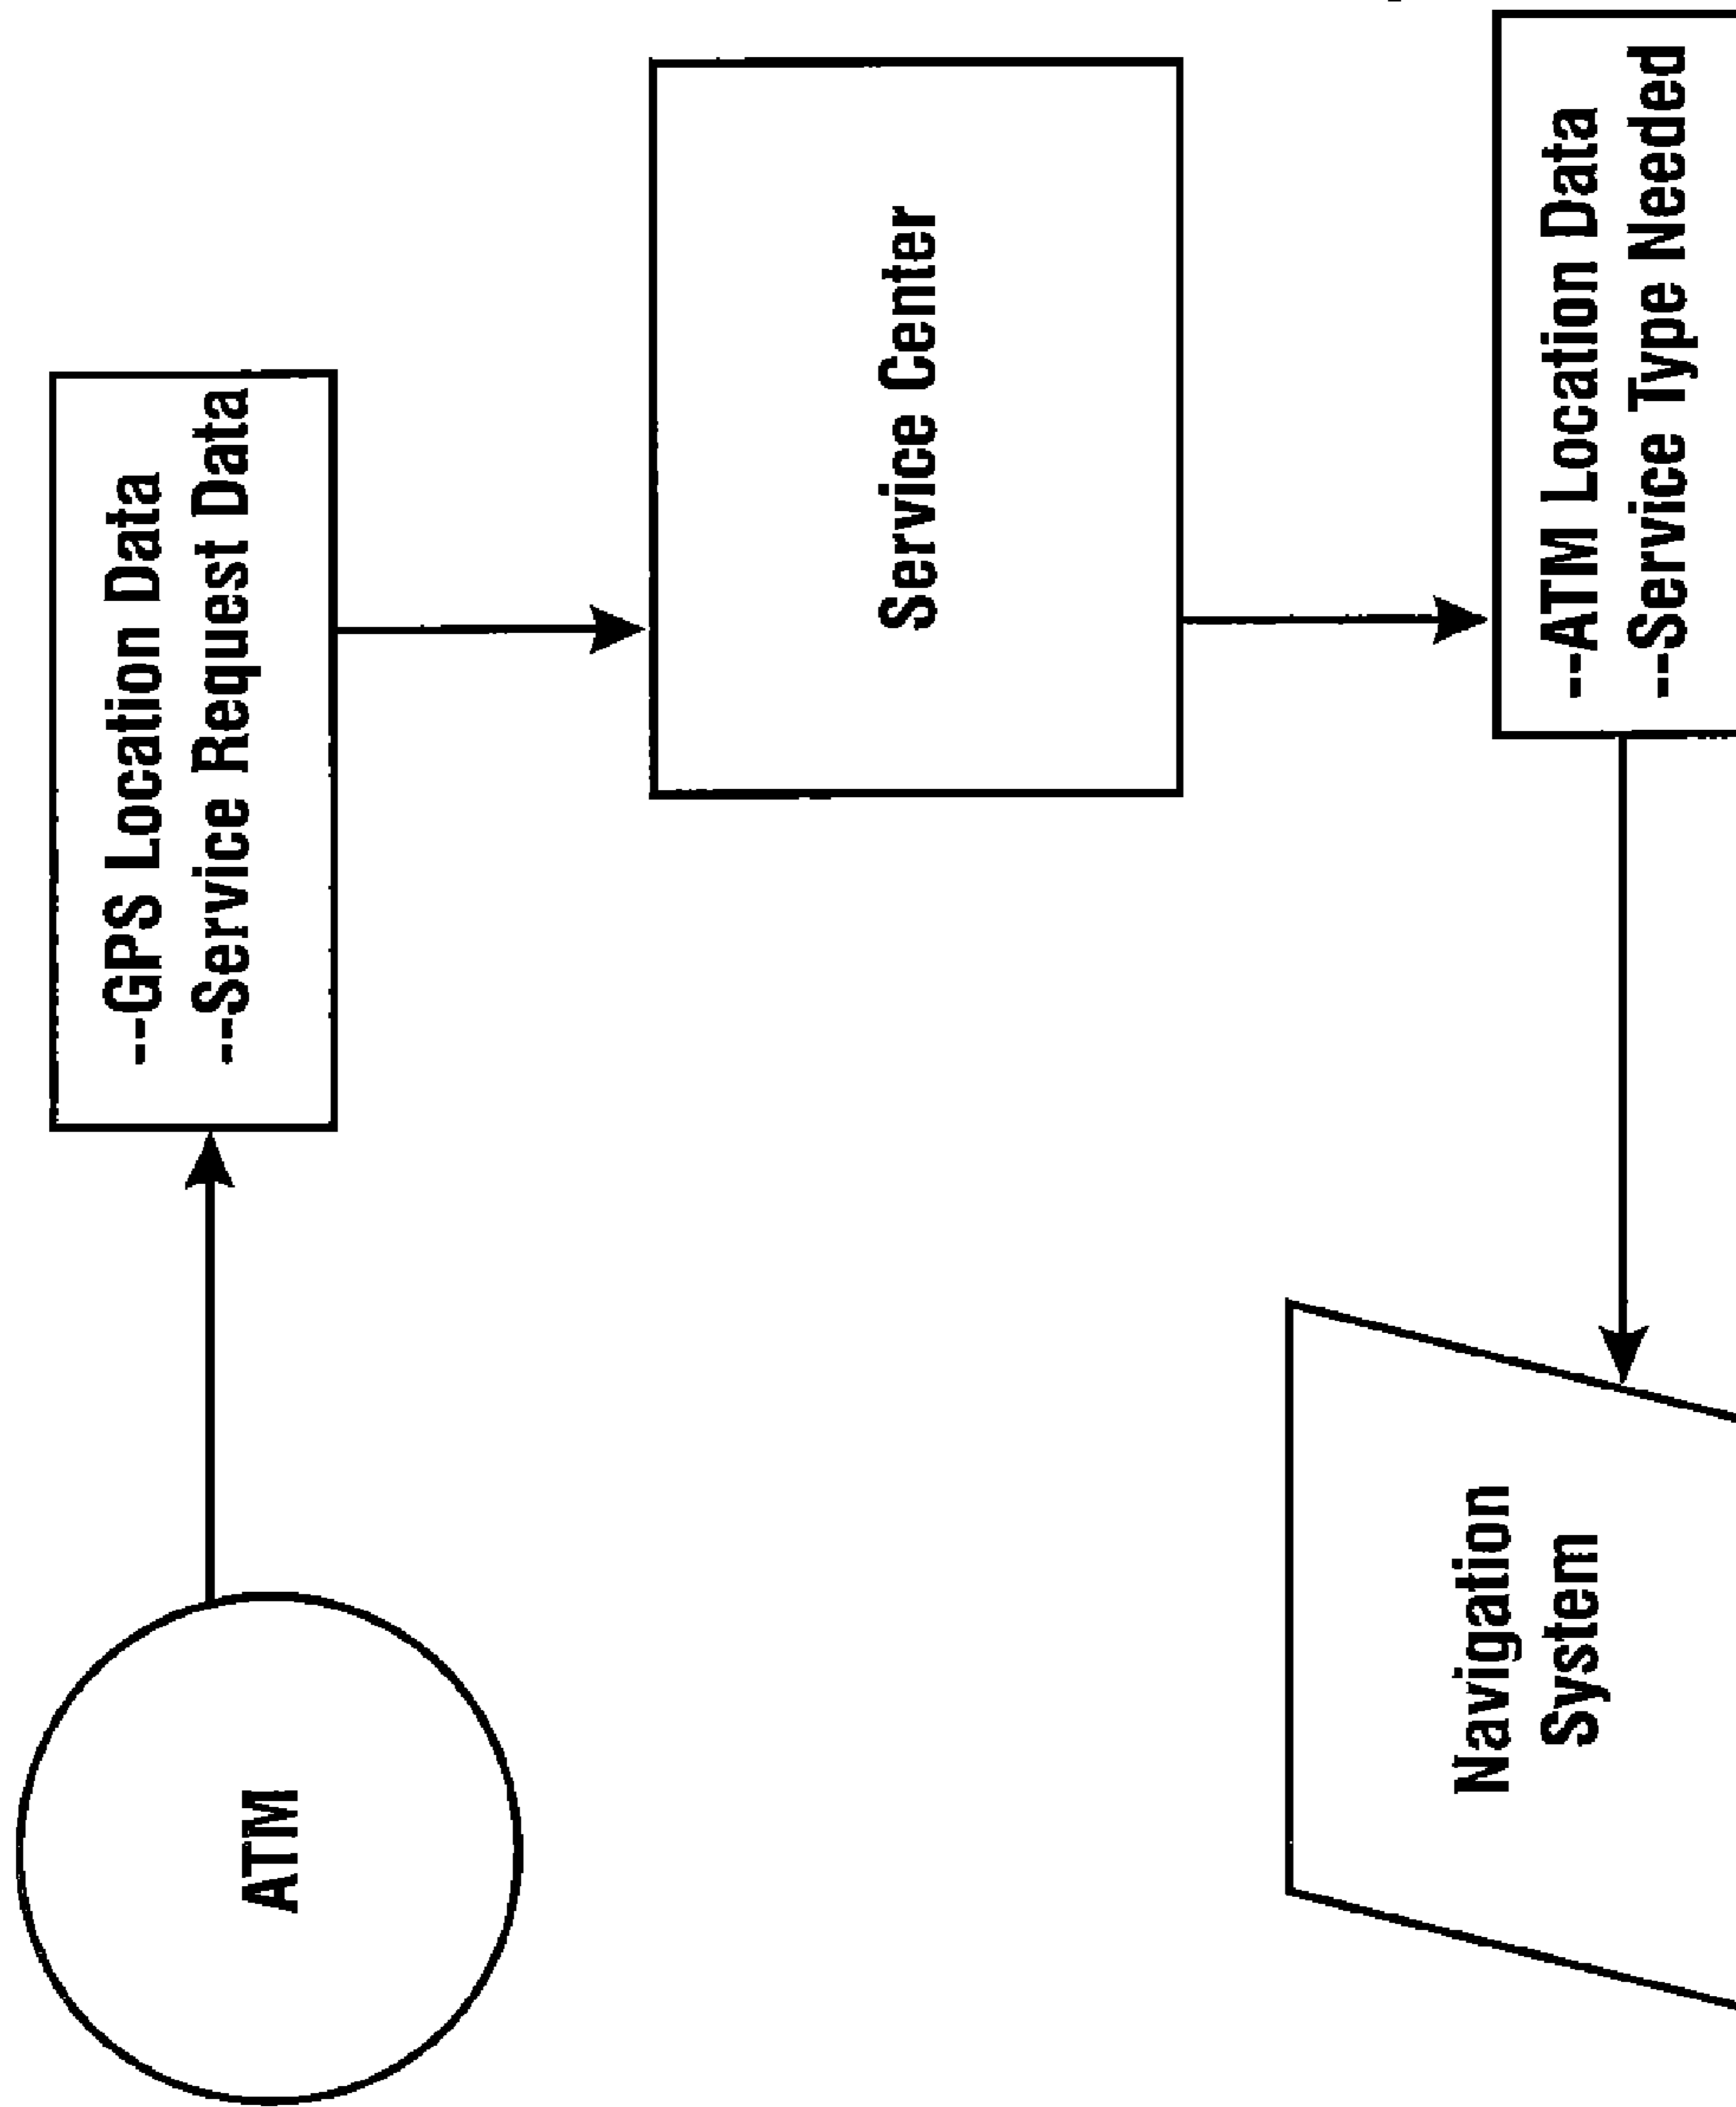 ATM
--GPS Location Data
--Service Request Data
Service Center
--ATM Location Data
--Service Type Needed
Navigation
System